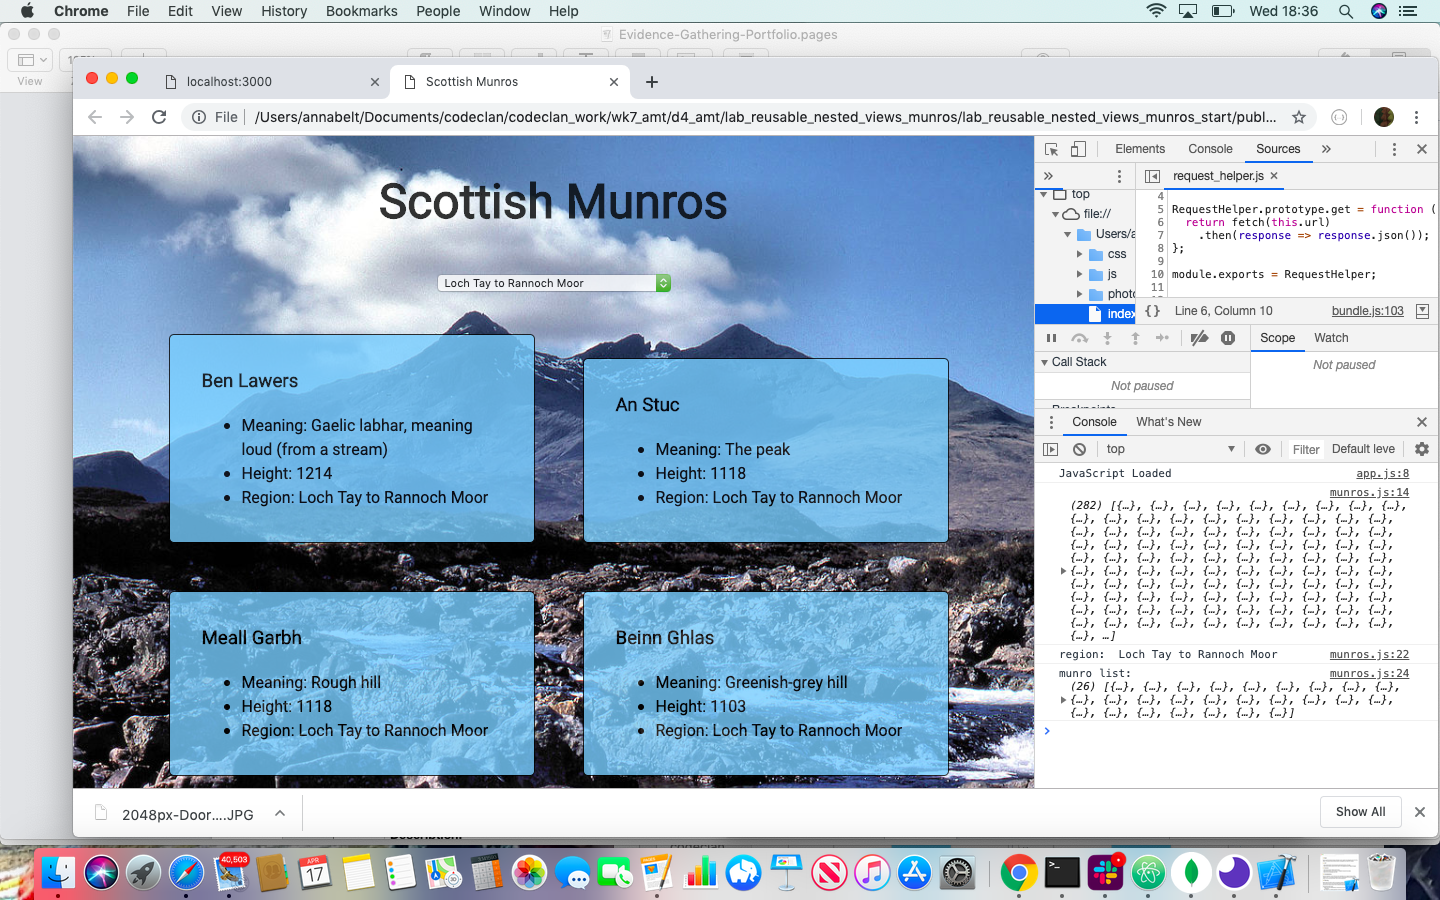 Chrome File Edit View History Bookmarks People Window Help Wed 18:36
Evidence-Gathering-Portfolio.pages
View
localhost:3000
Scottish Munros
File /Users/annabelt/Documents/codeclan/codeclan_work/wk7_amt/d4_amt/lab_reusable_nested_views_munros/lab_reusable_nested_views_munros_start/publ...
Scottish Munros
Loch Tay to Rannoch Moor
Ben Lawers
• Meaning: Gaelic labhar, meaning
loud (from a stream)
• Height: 1214
• Region: Loch Tay to Rannoch Moor
An Stuc
• Meaning: The peak
• Height: 1118
• Region: Loch Tay to Rannoch Moor
Meall Garbh
• Meaning: Rough hill
• Height: 1118
• Region: Loch Tay to Rannoch Moor
Beinn Ghlas
• Meaning: Greenish-grey hill
• Height: 1103
• Region: Loch Tay to Rannoch Moor
Elements Console Sources »
»
top
file://
Users/a
css
js
photo
index
request_helper.js
4
5 RequestHelper.prototype.get = function (
6 return fetch(this.url)
7 .then(response => response.json());
8 };
9
10 module.exports = RequestHelper;
11
{} Line 6, Column 10 bundle.js:103
Scope Watch
Call Stack
Not paused
Not paused
Breakpoints
Console What's New
top Filter Default leve
JavaScript Loaded app.js:8
munros.js:14
(282) [{…}, {…}, {…}, {…}, {…}, {…}, {…}, {…}, {…},
{…}, {…}, {…}, {…}, {…}, {…}, {…}, {…}, {…}, {…},
{…}, {…}, {…}, {…}, {…}, {…}, {…}, {…}, {…}, {…},
{…}, {…}, {…}, {…}, {…}, {…}, {…}, {…}, {…}, {…},
{…}, {…}, {…}, {…}, {…}, {…}, {…}, {…}, {…}, {…},
{…}, {…}, {…}, {…}, {…}, {…}, {…}, {…}, {…}, {…},
{…}, {…}, {…}, {…}, {…}, {…}, {…}, {…}, {…}, {…},
{…}, {…}, {…}, {…}, {…}, {…}, {…}, {…}, {…}, {…},
{…}, {…}, {…}, {…}, {…}, {…}, {…}, {…}, {…}, {…},
{…}, {…}, {…}, {…}, {…}, {…}, {…}, {…}, {…}, {…},
{…}, …]
region: Loch Tay to Rannoch Moor munros.js:22
munro list: munros.js:24
(26) [{…}, {…}, {…}, {…}, {…}, {…}, {…}, {…}, {…},
{…}, {…}, {…}, {…}, {…}, {…}, {…}, {…}, {…}, {…},
{…}, {…}, {…}, {…}, {…}, {…}, {…}]
2048px-Door....JPG
Show All
40,503
APR
17